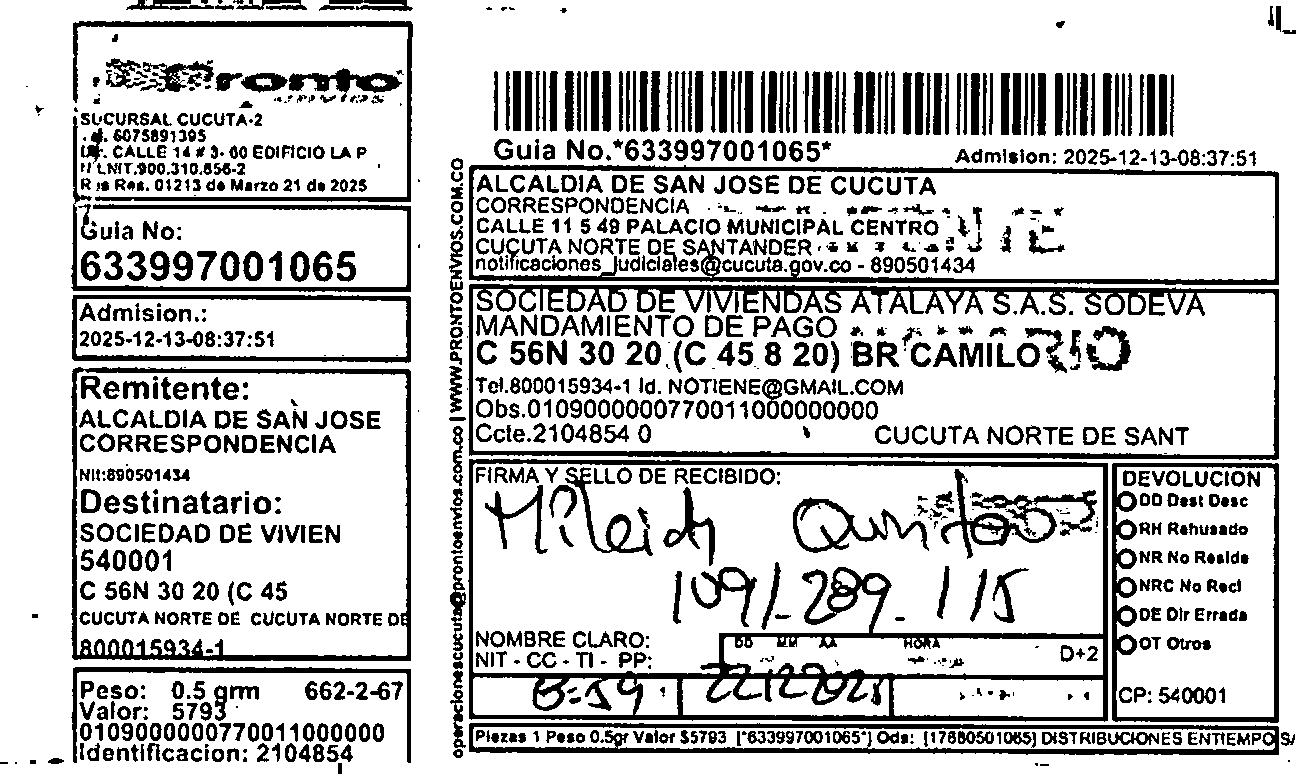 Pronto
ENVIOS
SUCURSAL CUCUTA-2
6075891395
CALLE 14 # 3- 60 EDIFICIO LA P
NIT.900.310.856-2
Res. 01213 de Marzo 21 de 2025
Guia No:
633997001065
Admision.:
2025-12-13-08:37:51
Remitente:
ALCALDIA DE SAN JOSE
CORRESPONDENCIA
Nit:890501434
Destinatario:
SOCIEDAD DE VIVIEN
540001
C 56N 30 20 (C 45
CUCUTA NORTE DE CUCUTA NORTE DE
800015934-1
Peso: 0.5 grm 662-2-67
Valor: 5793
01090000007700110000000
Identificacion: 2104854
operacionescucuta@prontoenvios.com.co | WWW.PRONTOENVIOS.COM.CO
Guia No.*633997001065*
Admision: 2025-12-13-08:37:51
ALCALDIA DE SAN JOSE DE CUCUTA
CORRESPONDENCIA
CALLE 11 5 49 PALACIO MUNICIPAL CENTRO
CUCUTA NORTE DE SANTANDER
notificaciones_judiciales@cucuta.gov.co - 890501434
SOCIEDAD DE VIVIENDAS ATALAYA S.A.S. SODEVA
MANDAMIENTO DE PAGO
C 56N 30 20 (C 45 8 20) BR CAMILO
Tel.800015934-1 Id. NOTIENE@GMAIL.COM
Obs.010900000077001100000000
Ccte.2104854 0 CUCUTA NORTE DE SANT
FIRMA Y SELLO DE RECIBIDO:
Mileidy Quintero
1091-289-115
NOMBRE CLARO:
NIT - CC - TI - PP:
DD MM AA HORA
D+2
8:59 22122025
DEVOLUCION
DD Dest Desc
RH Rehusado
NR No Reside
NRC No Recl
DE Dir Errada
OT Otros
CP: 540001
Piezas 1 Peso 0.5gr Valor $5793 [*633997001065*] Ods: [17680501065] DISTRIBUCIONES ENTIEMPO S